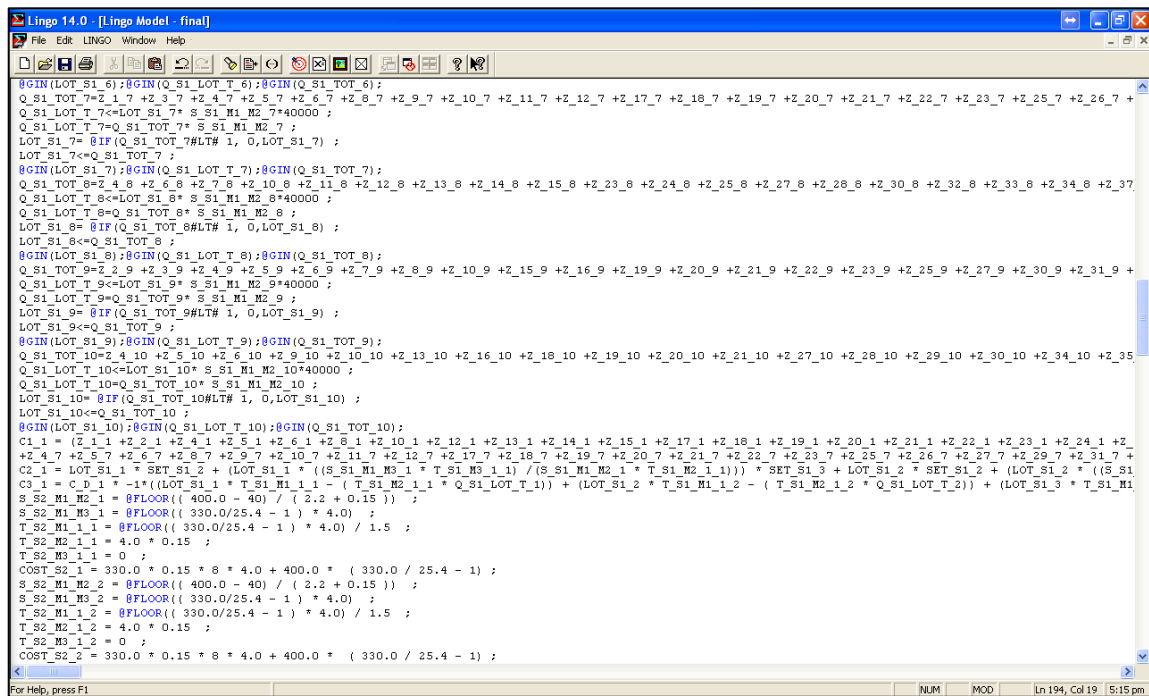 Lingo 14.0 - [Lingo Model - final]
File Edit LINGO Window Help
@GIN(LOT_S1_6);@GIN(Q_S1_LOT_T_6);@GIN(Q_S1_TOT_6);
Q_S1_TOT_7=Z_1_7 +Z_3_7 +Z_4_7 +Z_5_7 +Z_6_7 +Z_8_7 +Z_9_7 +Z_10_7 +Z_11_7 +Z_12_7 +Z_17_7 +Z_18_7 +Z_19_7 +Z_20_7 +Z_21_7 +Z_22_7 +Z_23_7 +Z_25_7 +Z_26_7 +
Q_S1_LOT_T_7<=LOT_S1_7* S_S1_M1_M2_7*40000 ;
Q_S1_LOT_T_7=Q_S1_TOT_7* S_S1_M1_M2_7 ;
LOT_S1_7= @IF(Q_S1_TOT_7#LT# 1, 0,LOT_S1_7) ;
LOT_S1_7<=Q_S1_TOT_7 ;
@GIN(LOT_S1_7);@GIN(Q_S1_LOT_T_7);@GIN(Q_S1_TOT_7);
Q_S1_TOT_8=Z_4_8 +Z_6_8 +Z_7_8 +Z_10_8 +Z_11_8 +Z_12_8 +Z_13_8 +Z_14_8 +Z_15_8 +Z_23_8 +Z_24_8 +Z_25_8 +Z_27_8 +Z_28_8 +Z_30_8 +Z_32_8 +Z_33_8 +Z_34_8 +Z_37_
Q_S1_LOT_T_8<=LOT_S1_8* S_S1_M1_M2_8*40000 ;
Q_S1_LOT_T_8=Q_S1_TOT_8* S_S1_M1_M2_8 ;
LOT_S1_8= @IF(Q_S1_TOT_8#LT# 1, 0,LOT_S1_8) ;
LOT_S1_8<=Q_S1_TOT_8 ;
@GIN(LOT_S1_8);@GIN(Q_S1_LOT_T_8);@GIN(Q_S1_TOT_8);
Q_S1_TOT_9=Z_2_9 +Z_3_9 +Z_4_9 +Z_5_9 +Z_6_9 +Z_7_9 +Z_8_9 +Z_10_9 +Z_15_9 +Z_16_9 +Z_19_9 +Z_20_9 +Z_21_9 +Z_22_9 +Z_23_9 +Z_25_9 +Z_27_9 +Z_30_9 +Z_31_9 +
Q_S1_LOT_T_9<=LOT_S1_9* S_S1_M1_M2_9*40000 ;
Q_S1_LOT_T_9=Q_S1_TOT_9* S_S1_M1_M2_9 ;
LOT_S1_9= @IF(Q_S1_TOT_9#LT# 1, 0,LOT_S1_9) ;
LOT_S1_9<=Q_S1_TOT_9 ;
@GIN(LOT_S1_9);@GIN(Q_S1_LOT_T_9);@GIN(Q_S1_TOT_9);
Q_S1_TOT_10=Z_4_10 +Z_5_10 +Z_6_10 +Z_9_10 +Z_10_10 +Z_13_10 +Z_16_10 +Z_18_10 +Z_19_10 +Z_20_10 +Z_21_10 +Z_27_10 +Z_28_10 +Z_29_10 +Z_30_10 +Z_34_10 +Z_35_
Q_S1_LOT_T_10<=LOT_S1_10* S_S1_M1_M2_10*40000 ;
Q_S1_LOT_T_10=Q_S1_TOT_10* S_S1_M1_M2_10 ;
LOT_S1_10= @IF(Q_S1_TOT_10#LT# 1, 0,LOT_S1_10) ;
LOT_S1_10<=Q_S1_TOT_10 ;
@GIN(LOT_S1_10);@GIN(Q_S1_LOT_T_10);@GIN(Q_S1_TOT_10);
C1_1 = (Z_1_1 +Z_2_1 +Z_4_1 +Z_5_1 +Z_6_1 +Z_8_1 +Z_10_1 +Z_12_1 +Z_13_1 +Z_14_1 +Z_15_1 +Z_17_1 +Z_18_1 +Z_19_1 +Z_20_1 +Z_21_1 +Z_22_1 +Z_23_1 +Z_24_1 +Z_
+Z_4_7 +Z_5_7 +Z_6_7 +Z_8_7 +Z_9_7 +Z_10_7 +Z_11_7 +Z_12_7 +Z_17_7 +Z_18_7 +Z_19_7 +Z_20_7 +Z_21_7 +Z_22_7 +Z_23_7 +Z_25_7 +Z_26_7 +Z_28_7 +Z_29_7 +Z_31_7 +
C2_1 = LOT_S1_1 * SET_S1_2 + (LOT_S1_1 * ((S_S1_M1_M3_1 * T_S1_M3_1_1) /(S_S1_M1_M2_1 * T_S1_M2_1_1))) * SET_S1_3 + LOT_S1_2 * SET_S1_2 + (LOT_S1_2 * ((S_S1
C3_1 = C_D_1 * -1*((LOT_S1_1 * T_S1_M1_1_1 - ( T_S1_M2_1_1 * Q_S1_LOT_T_1)) + (LOT_S1_2 * T_S1_M1_1_2 - ( T_S1_M2_1_2 * Q_S1_LOT_T_2)) + (LOT_S1_3 * T_S1_M1
S_S2_M1_M2_1 = @FLOOR(( 400.0 - 40) / ( 2.2 + 0.15 )) ;
S_S2_M1_M3_1 = @FLOOR(( 330.0/25.4 - 1 ) * 4.0) ;
T_S2_M1_1_1 = @FLOOR(( 330.0/25.4 - 1 ) * 4.0) / 1.5 ;
T_S2_M2_1_1 = 4.0 * 0.15 ;
T_S2_M3_1_1 = 0 ;
COST_S2_1 = 330.0 * 0.15 * 8 * 4.0 + 400.0 * ( 330.0 / 25.4 - 1) ;
S_S2_M1_M2_2 = @FLOOR(( 400.0 - 40) / ( 2.2 + 0.15 )) ;
S_S2_M1_M3_2 = @FLOOR(( 330.0/25.4 - 1 ) * 4.0) ;
T_S2_M1_1_2 = @FLOOR(( 330.0/25.4 - 1 ) * 4.0) / 1.5 ;
T_S2_M2_1_2 = 4.0 * 0.15 ;
T_S2_M3_1_2 = 0 ;
COST_S2_2 = 330.0 * 0.15 * 8 * 4.0 + 400.0 * ( 330.0 / 25.4 - 1) ;
For Help, press F1 NUM MOD Ln 194, Col 19 5:15 pm